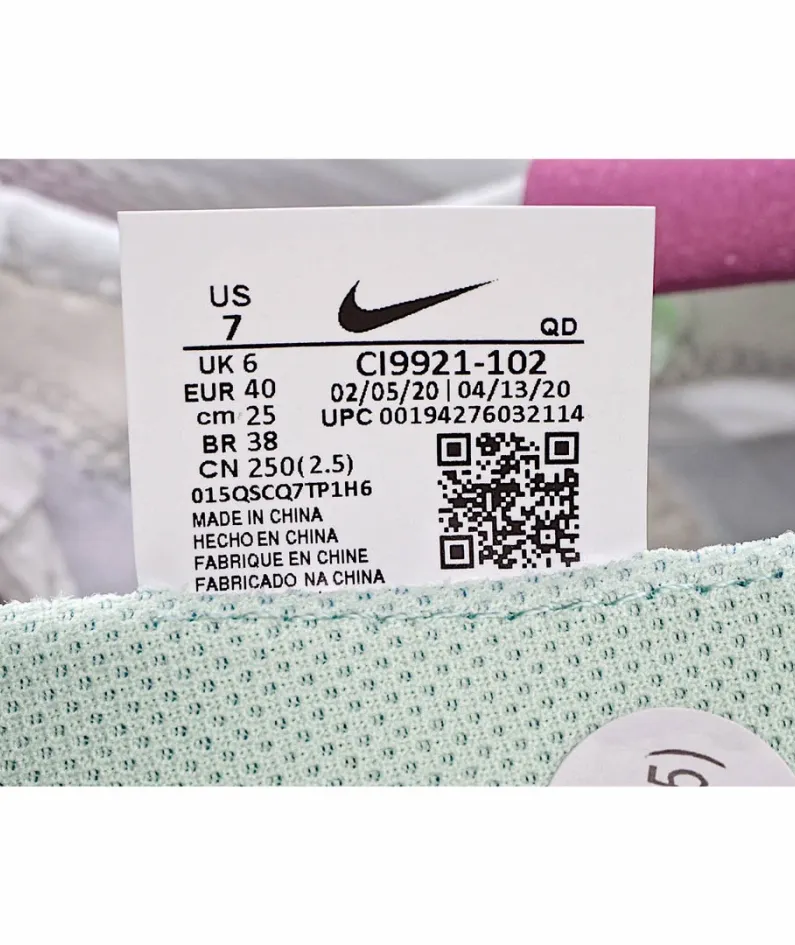 US
7
QD
UK 6
CI9921-102
EUR 40
02/05/20 | 04/13/20
cm 25
UPC 00194276032114
BR 38
CN 250(2.5)
015QSCQ7TP1H6
MADE IN CHINA
HECHO EN CHINA
FABRIQUE EN CHINE
FABRICADO NA CHINA
5)